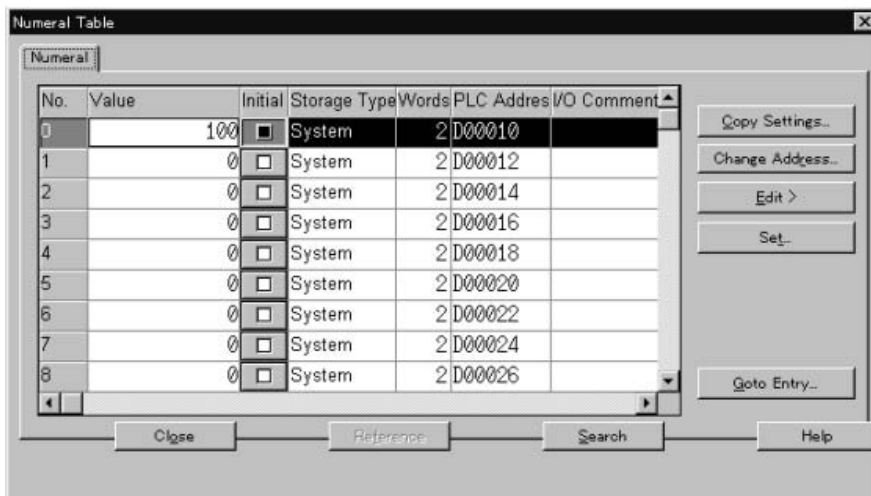 Numeral Table
Numeral
No. Value Initial Storage Type Words PLC Addres I/O Comment
0 100 System 2 D00010
1 0 System 2 D00012
2 0 System 2 D00014
3 0 System 2 D00016
4 0 System 2 D00018
5 0 System 2 D00020
6 0 System 2 D00022
7 0 System 2 D00024
8 0 System 2 D00026
Copy Settings...
Change Address...
Edit >
Set...
Goto Entry...
Close Reference Search Help